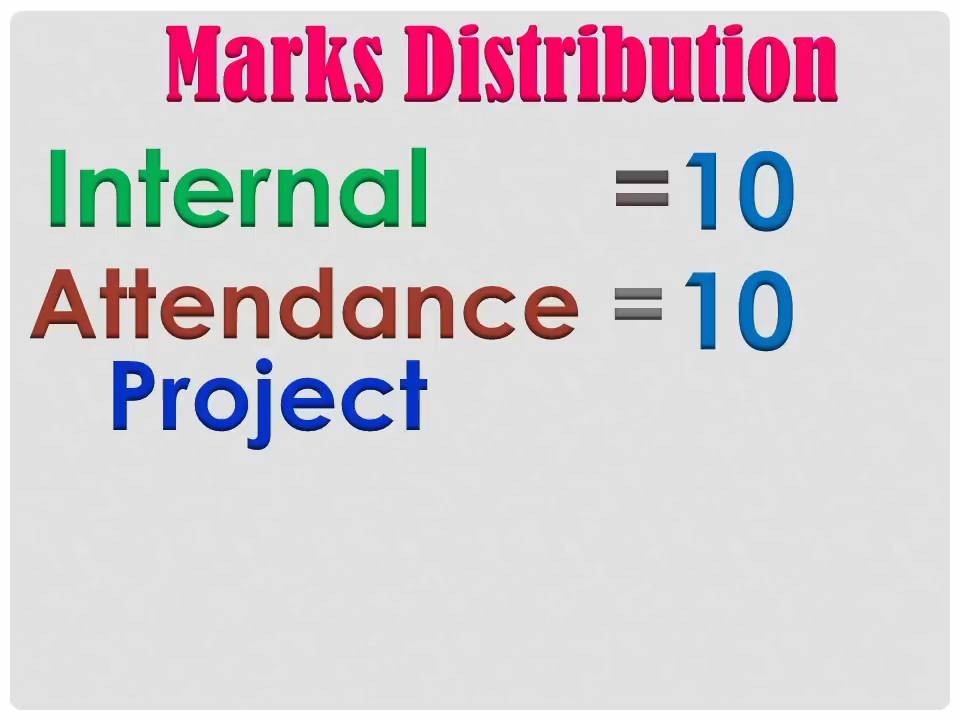 Marks Distribution
Internal =10
Attendance =10
Project